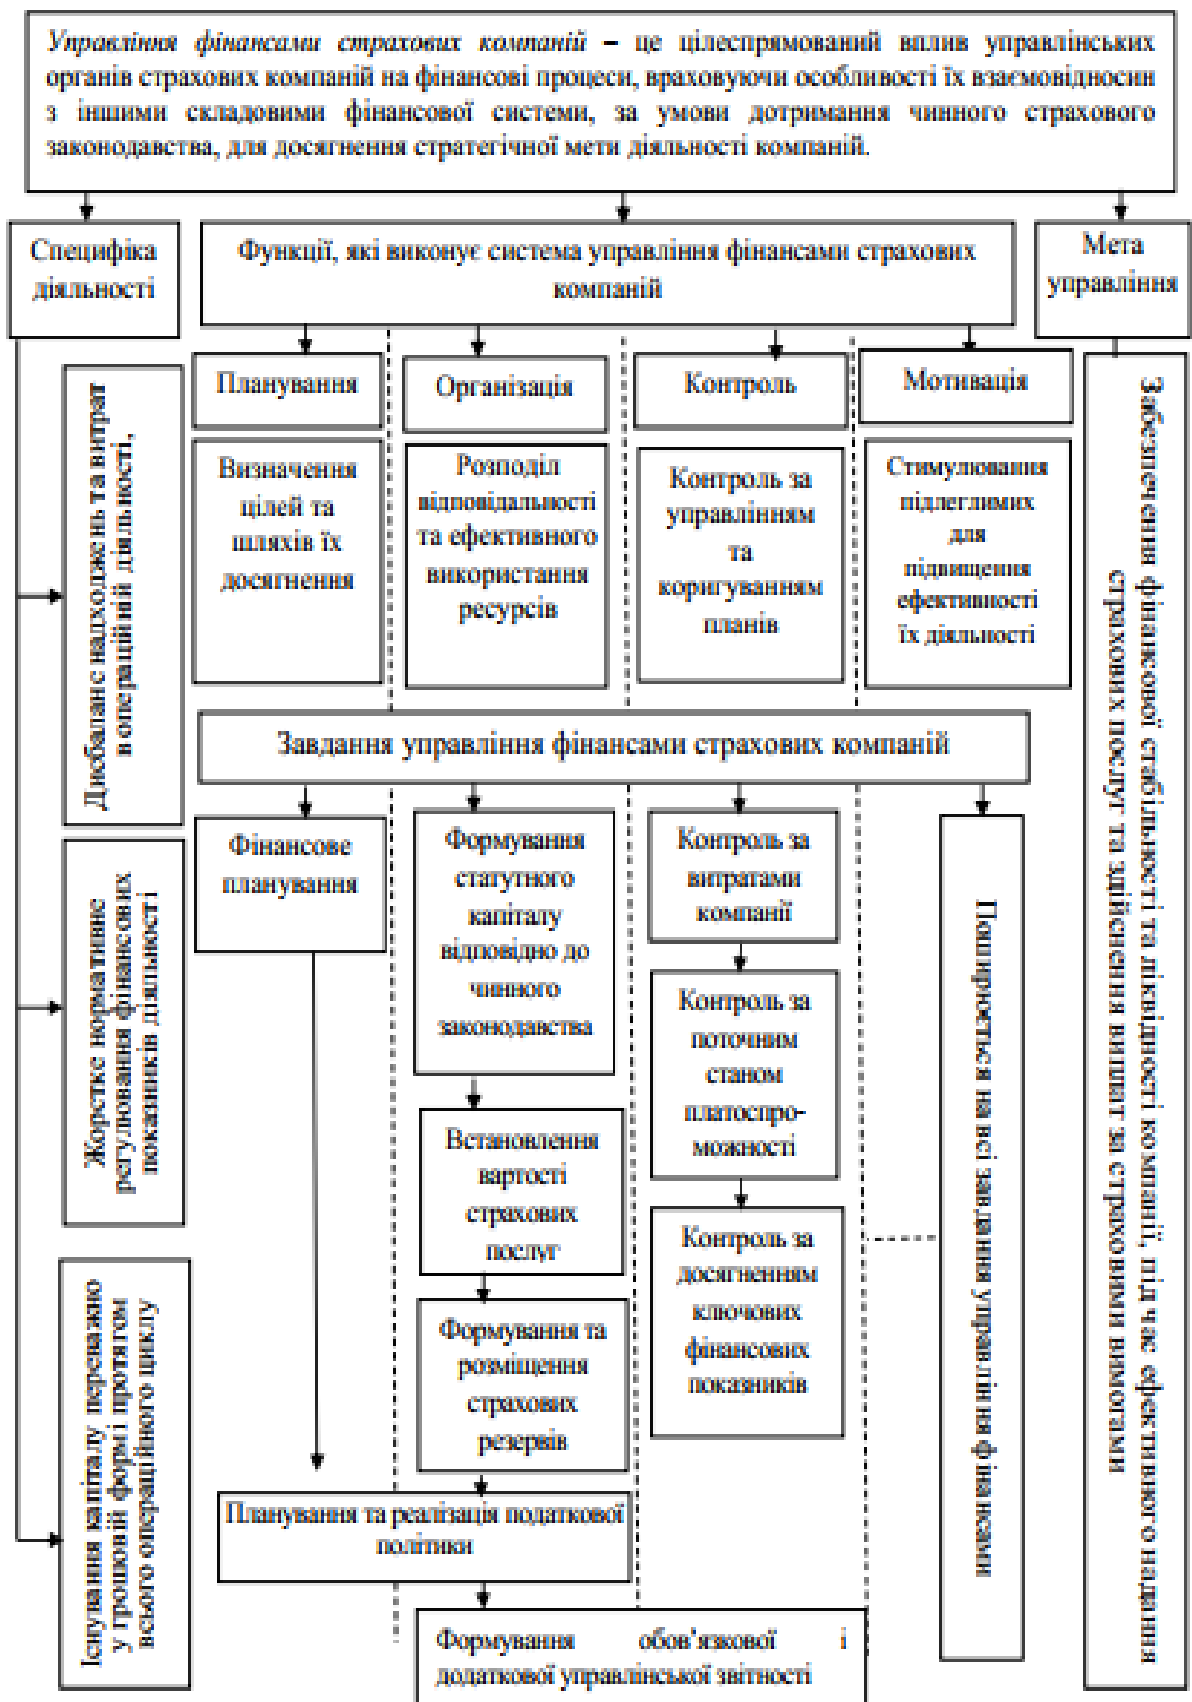 Управління фінансами страхових компаній – це цілеспрямований вплив управлінських
органів страхових компаній на фінансові процеси, враховуючи особливості їх взаємовідносин
з іншими складовими фінансової системи, за умови дотримання чинного страхового
законодавства, для досягнення стратегічної мети діяльності компаній.
Специфіка
діяльності
Функції, які виконує система управління фінансами страхових
компаній
Мета
управління
Дисбаланс надходжень та витрат
в операційній діяльності,
Жорстке нормативне
регулювання фінансових
показників діяльності
Існування капіталу переважно
у грошовій формі протягом
всього операційного циклу
Планування
Визначення
цілей та
шляхів їх
досягнення
Організація
Розподіл
відповідальності
та ефективного
використання
ресурсів
Контроль
Контроль за
управлінням
та
коригуванням
планів
Мотивація
Стимулювання
підлеглимих
для
підвищення
ефективності
їх діяльності
Завдання управління фінансами страхових компаній
Фінансове
планування
Формування
статутного
капіталу
відповідно до
чинного
законодавства
Встановлення
вартості
страхових
послуг
Формування та
розміщення
страхових
резервів
Планування та реалізація податкової
політики
Формування обов’язкової і
додаткової управлінської звітності
Контроль за
витратами
компанії
Контроль за
поточним
станом
платоспро-
можності
Контроль за
досягненням
ключових
фінансових
показників
Поширюється на всі завдання управління фінансами
Забезпечення фінансової стабільності та ліквідності компанії, під час ефективного надання
страхових послуг та здійснення виплат за страховими вимогами